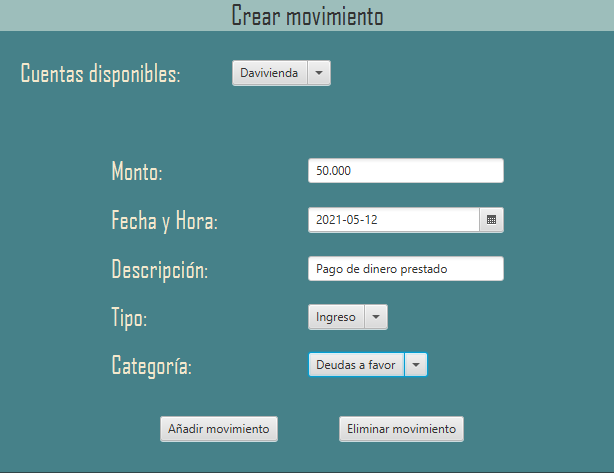 Crear movimiento
Cuentas disponibles: Davivienda
Monto: 50.000
Fecha y Hora: 2021-05-12
Descripción: Pago de dinero prestado
Tipo: Ingreso
Categoría: Deudas a favor
Añadir movimiento Eliminar movimiento